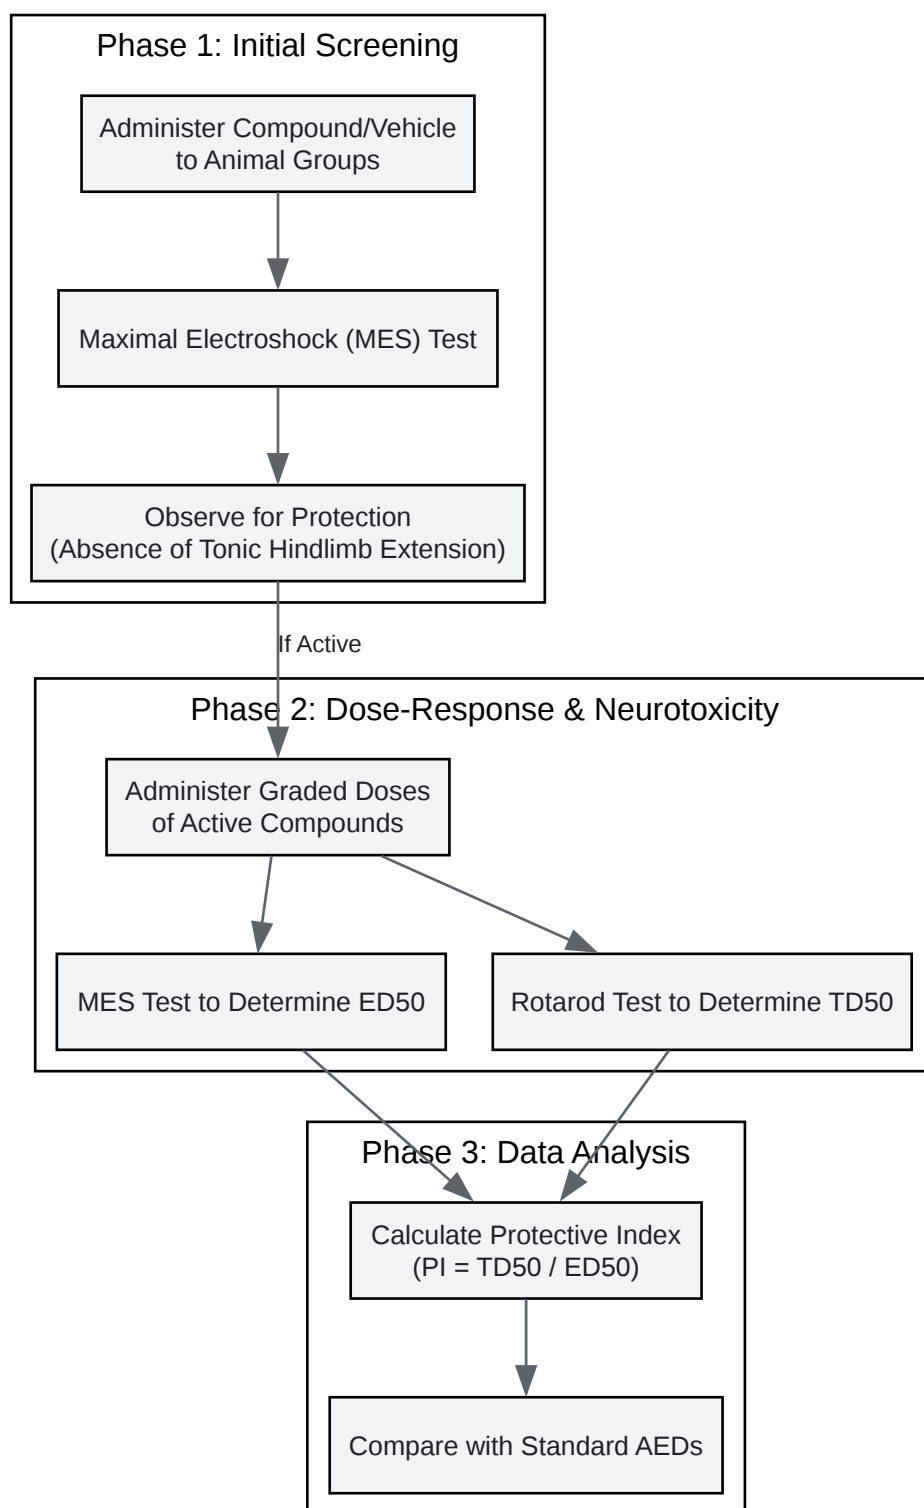 Phase 1: Initial Screening
Administer Compound/Vehicle
to Animal Groups
Maximal Electroshock (MES) Test
Observe for Protection
(Absence of Tonic Hindlimb Extension)
If Active
Phase 2: Dose-Response & Neurotoxicity
Administer Graded Doses
of Active Compounds
MES Test to Determine ED50
Rotarod Test to Determine TD50
Phase 3: Data Analysis
Calculate Protective Index
(PI = TD50 / ED50)
Compare with Standard AEDs